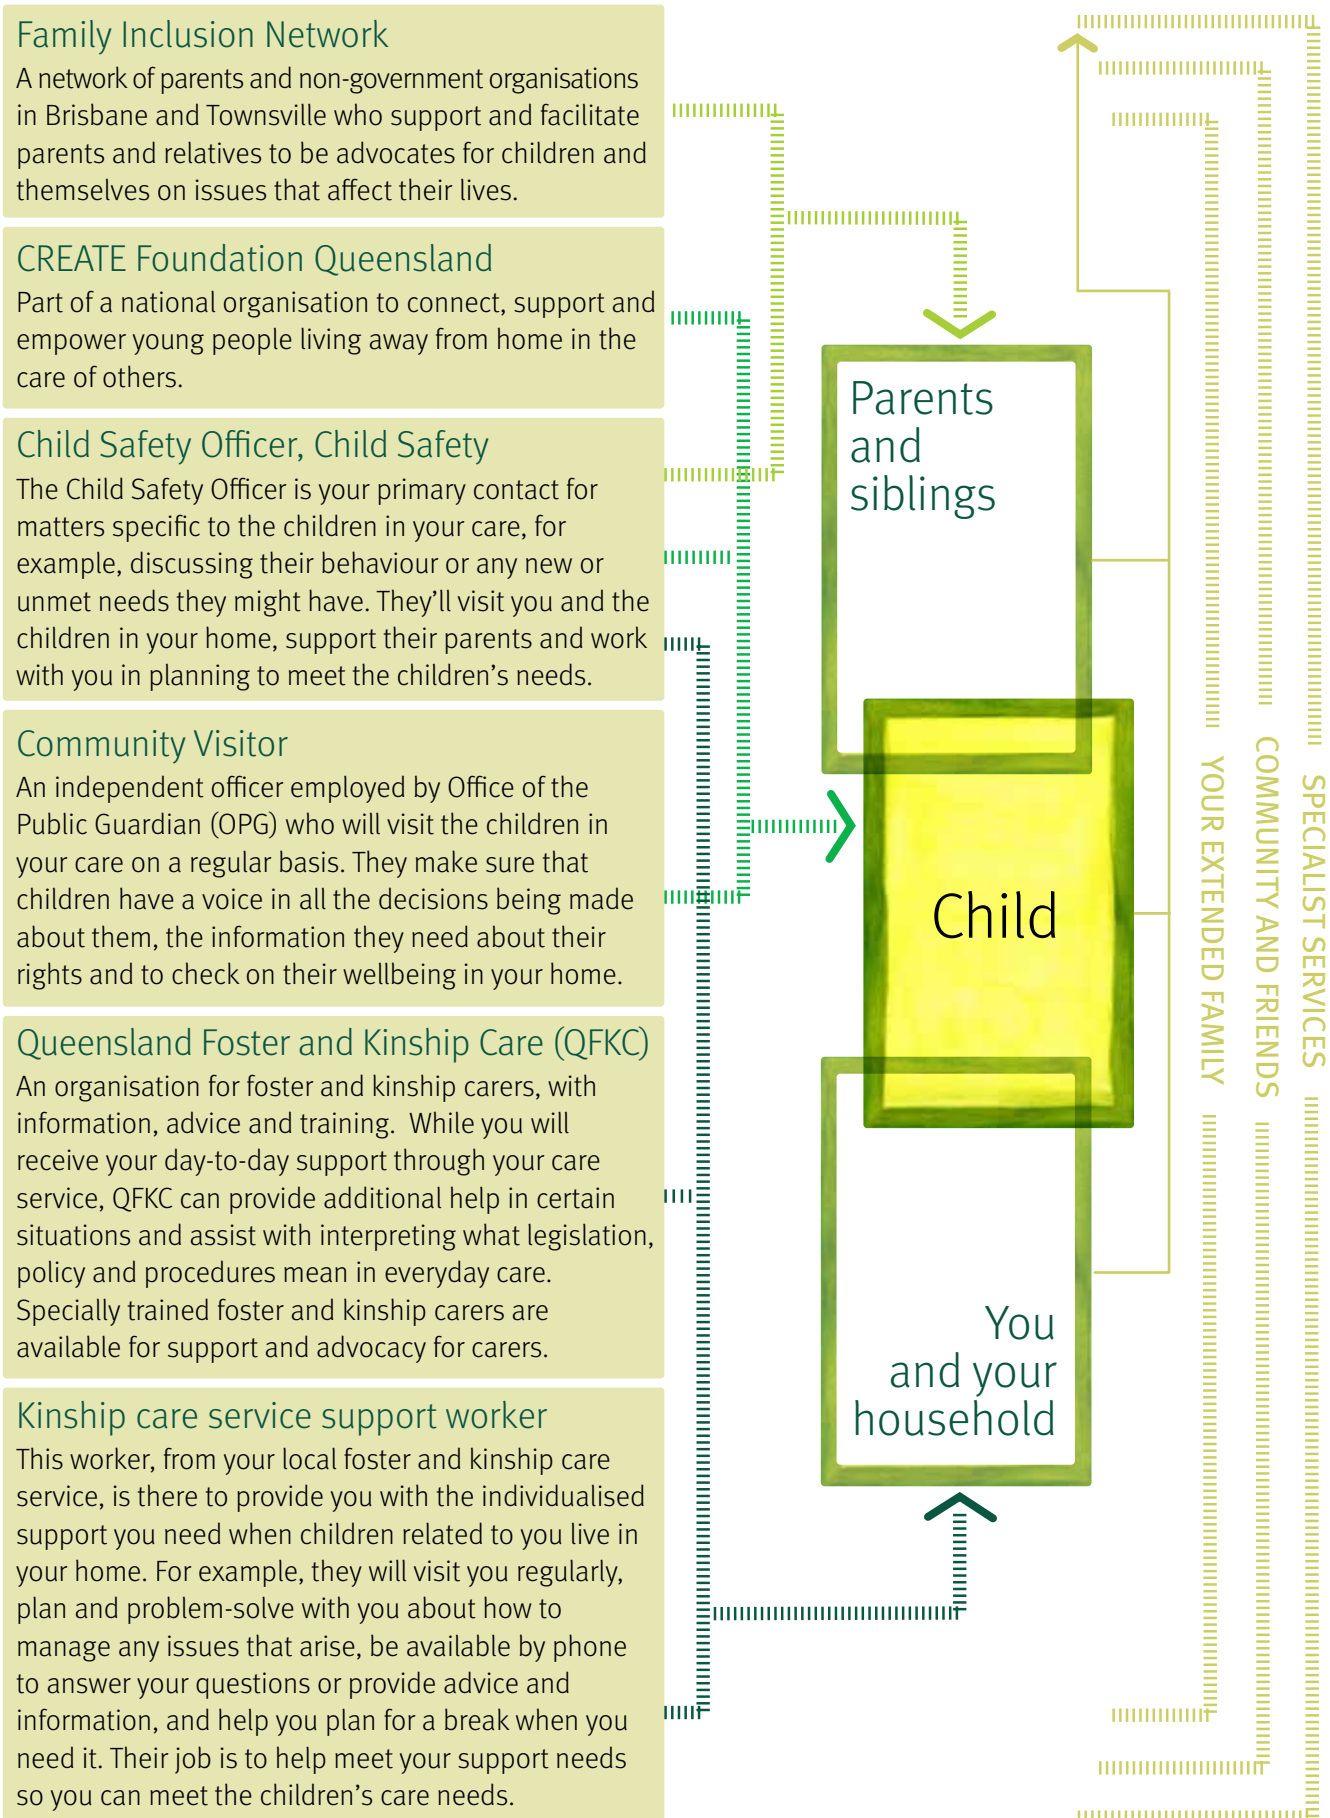 Family Inclusion Network
A network of parents and non-government organisations
in Brisbane and Townsville who support and facilitate
parents and relatives to be advocates for children and
themselves on issues that affect their lives.
CREATE Foundation Queensland
Part of a national organisation to connect, support and
empower young people living away from home in the
care of others.
Child Safety Officer, Child Safety
The Child Safety Officer is your primary contact for
matters specific to the children in your care, for
example, discussing their behaviour or any new or
unmet needs they might have. They’ll visit you and the
children in your home, support their parents and work
with you in planning to meet the children’s needs.
Community Visitor
An independent officer employed by Office of the
Public Guardian (OPG) who will visit the children in
your care on a regular basis. They make sure that
children have a voice in all the decisions being made
about them, the information they need about their
rights and to check on their wellbeing in your home.
Queensland Foster and Kinship Care (QFKC)
An organisation for foster and kinship carers, with
information, advice and training.  While you will
receive your day-to-day support through your care
service, QFKC can provide additional help in certain
situations and assist with interpreting what legislation,
policy and procedures mean in everyday care.
Specially trained foster and kinship carers are
available for support and advocacy for carers.
Kinship care service support worker
This worker, from your local foster and kinship care
service, is there to provide you with the individualised
support you need when children related to you live in
your home. For example, they will visit you regularly,
plan and problem-solve with you about how to
manage any issues that arise, be available by phone
to answer your questions or provide advice and
information, and help you plan for a break when you
need it. Their job is to help meet your support needs
so you can meet the children’s care needs.
Parents
and
siblings
Child
You
and your
household
YOUR EXTENDED FAMILY
COMMUNITY AND FRIENDS
SPECIALIST SERVICES